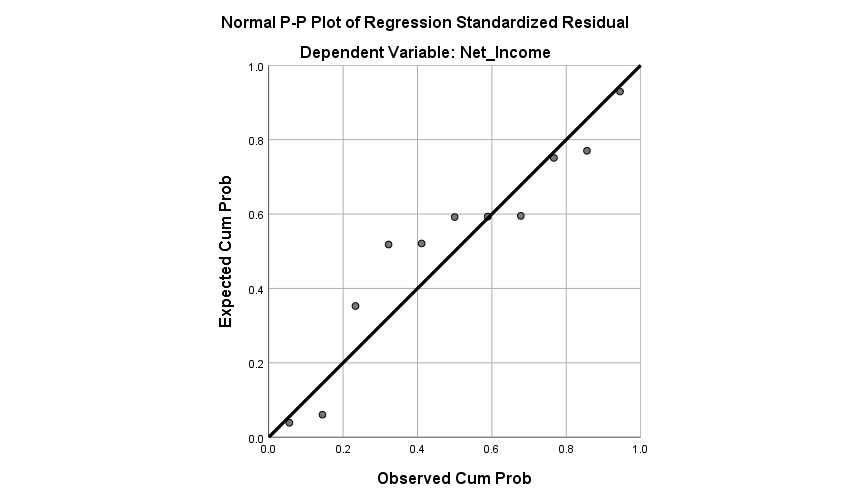 Normal P-P Plot of Regression Standardized Residual
Dependent Variable: Net_Income
1.0
0.8
0.6
0.4
0.2
0.0
Expected Cum Prob
0.0 0.2 0.4 0.6 0.8 1.0
Observed Cum Prob